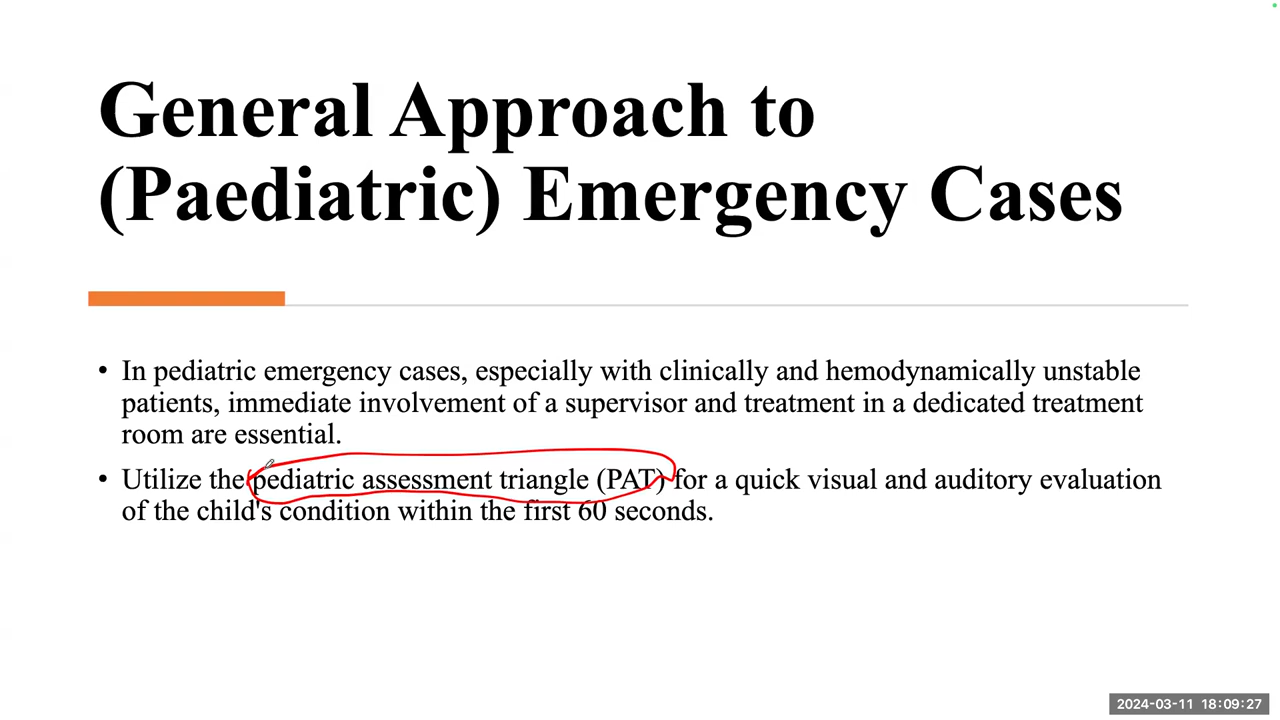 General Approach to
(Paediatric) Emergency Cases
• In pediatric emergency cases, especially with clinically and hemodynamically unstable
patients, immediate involvement of a supervisor and treatment in a dedicated treatment
room are essential.
• Utilize the pediatric assessment triangle (PAT) for a quick visual and auditory evaluation
of the child's condition within the first 60 seconds.
2024-03-11 18:09:27